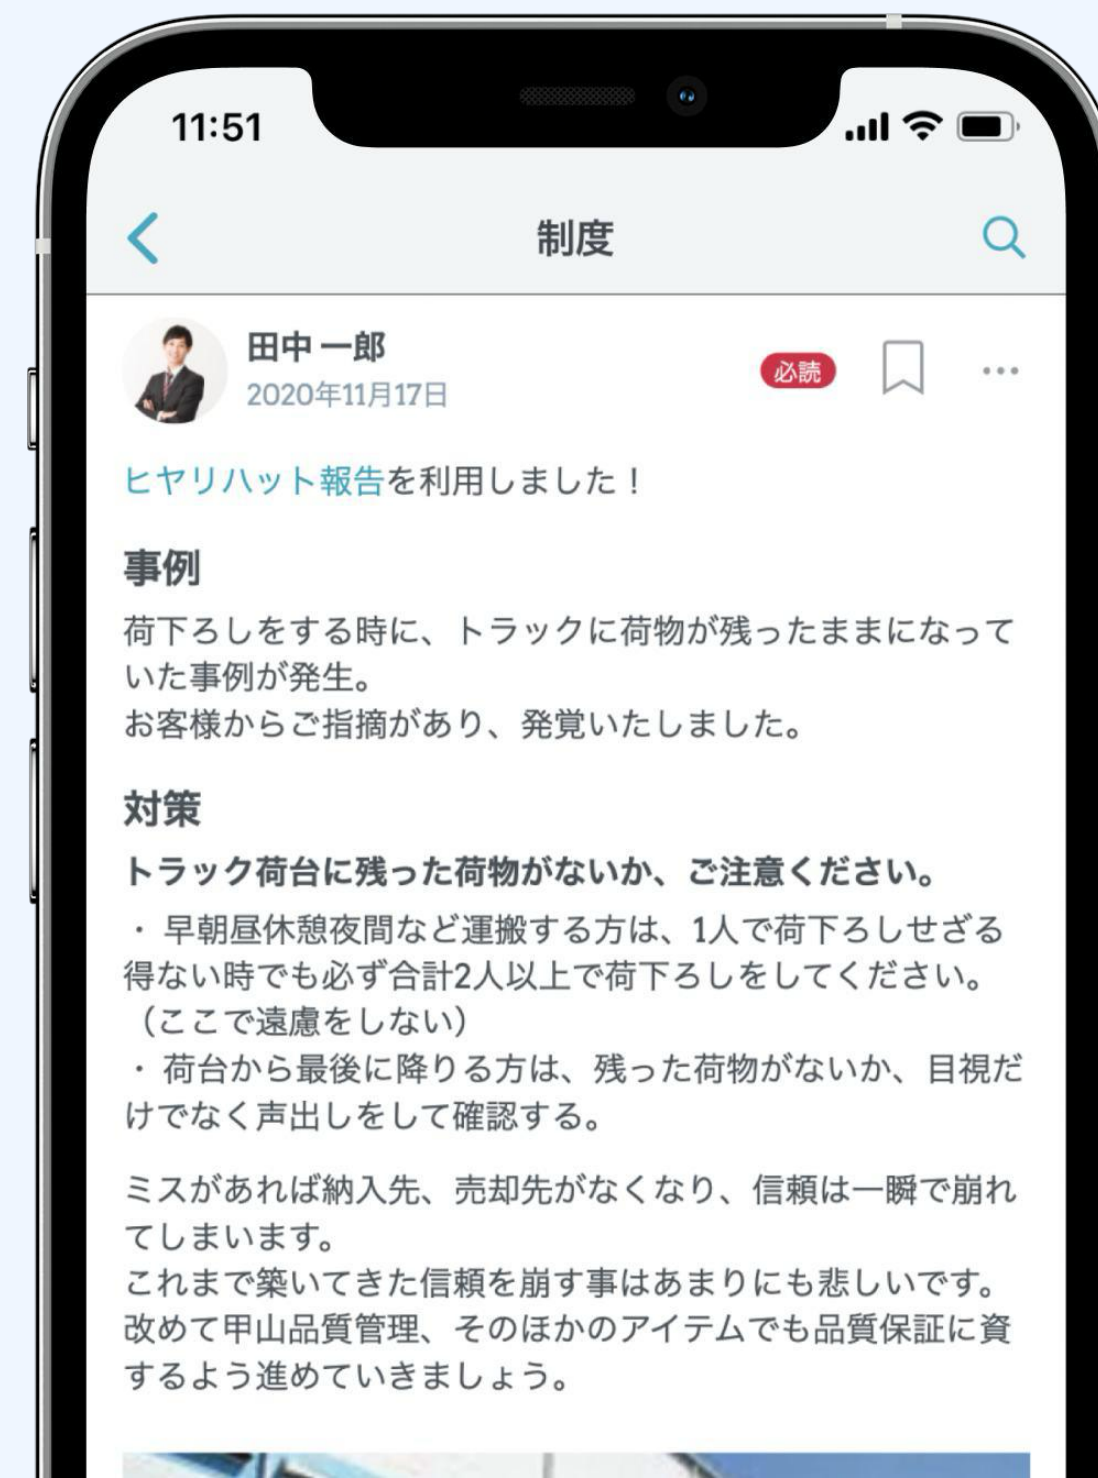 11:51
制度
田中 一郎
2020年11月17日
必読
ヒヤリハット報告を利用しました！
事例
荷下ろしをする時に、トラックに荷物が残ったままになって
いた事例が発生。
お客様からご指摘があり、発覚いたしました。
対策
トラック荷台に残った荷物がないか、ご注意ください。
・ 早朝昼休憩夜間など運搬する方は、1人で荷下ろしせざる
得ない時でも必ず合計2人以上で荷下ろしをしてください。
（ここで遠慮をしない）
・ 荷台から最後に降りる方は、残った荷物がないか、目視だ
けでなく声出しをして確認する。
ミスがあれば納入先、売却先がなくなり、信頼は一瞬で崩れ
てしまいます。
これまで築いてきた信頼を崩す事はあまりにも悲しいです。
改めて甲山品質管理、そのほかのアイテムでも品質保証に資
するよう進めていきましょう。